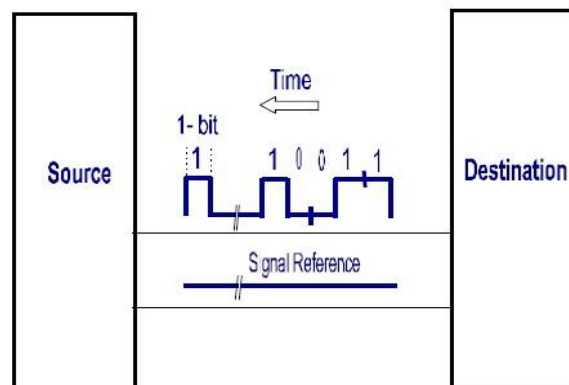 Time
1- bit
1 1 0 0 1 1
Source
Destination
Signal Reference